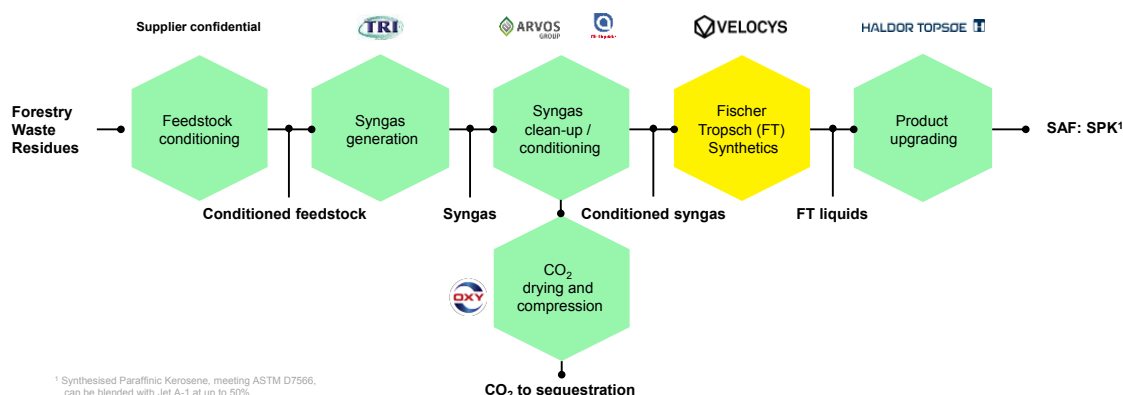 Supplier confidential
TRI
ARVOS
GROUP
Air Liquide
VELOCYS
HALDOR TOPSØE
Forestry
Waste
Residues
Feedstock
conditioning
Syngas
generation
Syngas
clean-up /
conditioning
Fischer
Tropsch (FT)
Synthetics
Product
upgrading
SAF: SPK¹
Conditioned feedstock
Syngas
Conditioned syngas
FT liquids
OXY
CO₂
drying and
compression
¹ Synthesised Paraffinic Kerosene, meeting ASTM D7566,
can be blended with Jet A-1 at up to 50%
CO₂ to sequestration